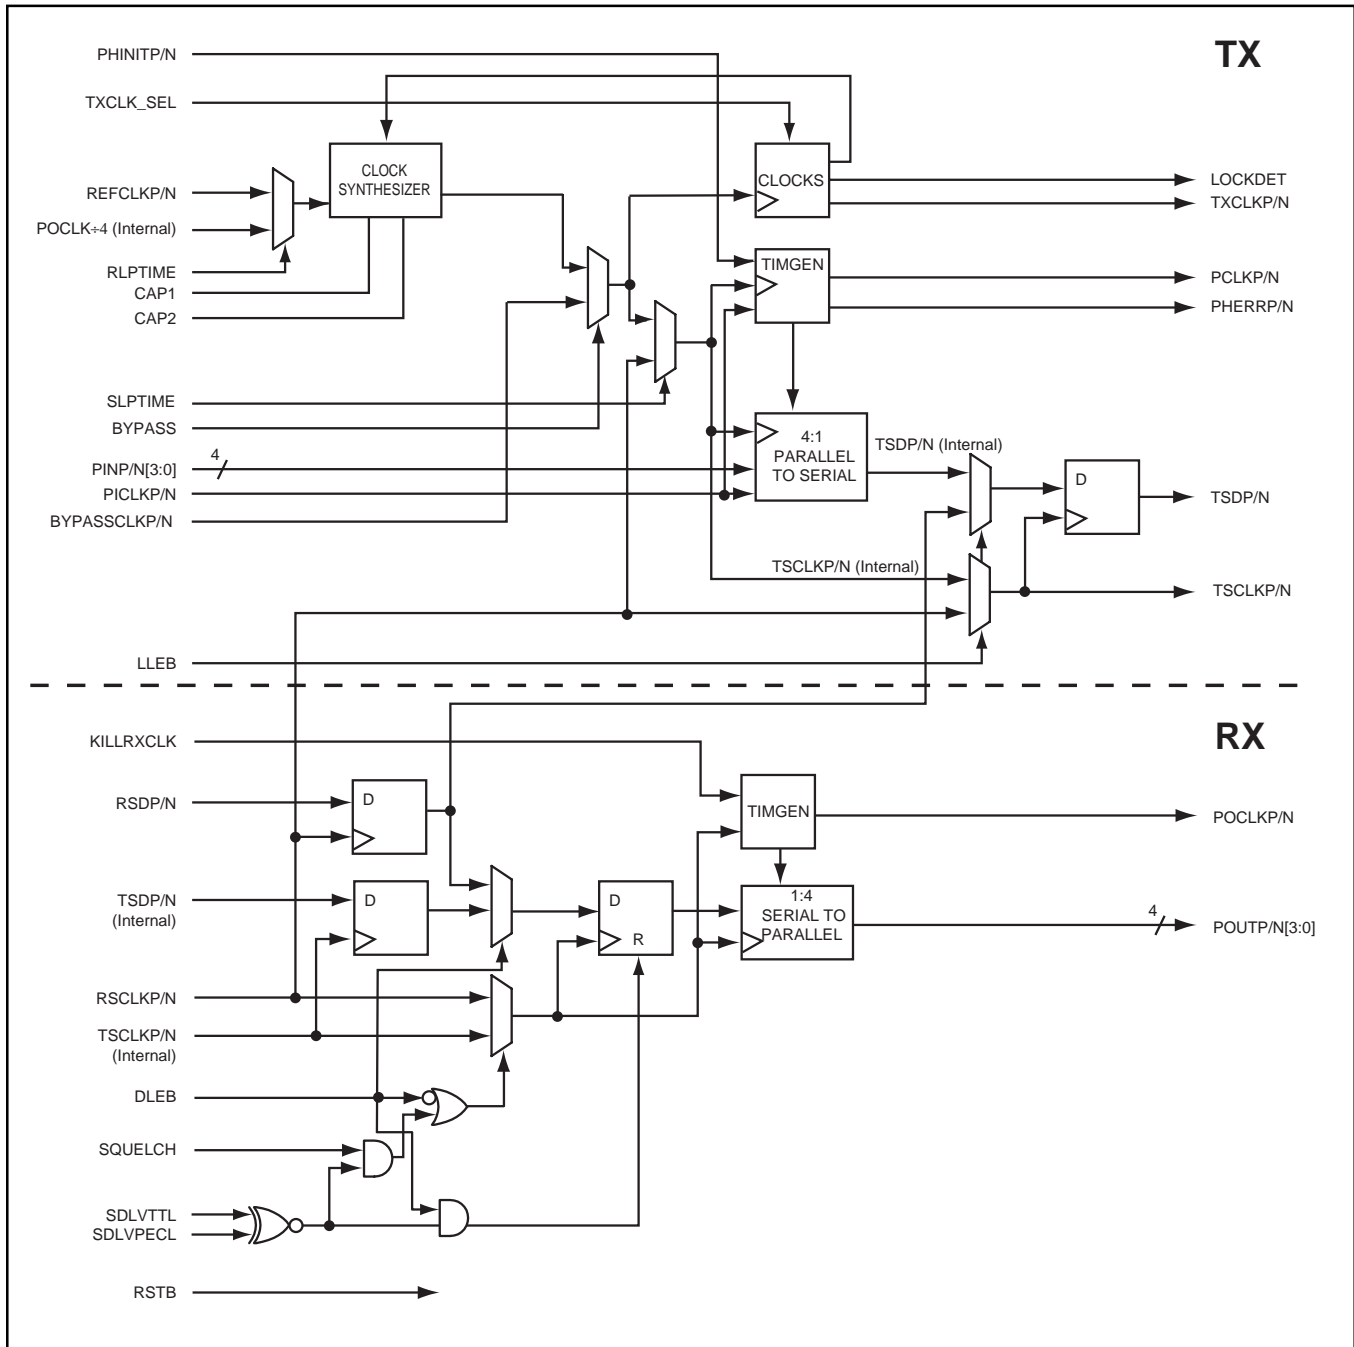 PHINITP/N
TX
TXCLK_SEL
CLOCK
SYNTHESIZER
CLOCKS
REFCLKP/N
LOCKDET
TXCLKP/N
POCLK÷4 (Internal)
RLPTIME
TIMGEN
PCLKP/N
CAP1
PHERRP/N
CAP2
SLPTIME
BYPASS
4:1
PARALLEL
TO SERIAL
TSDP/N (Internal)
4
PINP/N[3:0]
D
PICLKP/N
TSDP/N
BYPASSCLKP/N
TSCLKP/N (Internal)
TSCLKP/N
LLEB
RX
KILLRXCLK
RSDP/N
D
TIMGEN
POCLKP/N
TSDP/N
(Internal)
D
D
R
1:4
SERIAL TO
PARALLEL
4
POUTP/N[3:0]
RSCLKP/N
TSCLKP/N
(Internal)
DLEB
SQUELCH
SDLVTTL
SDLVPECL
RSTB